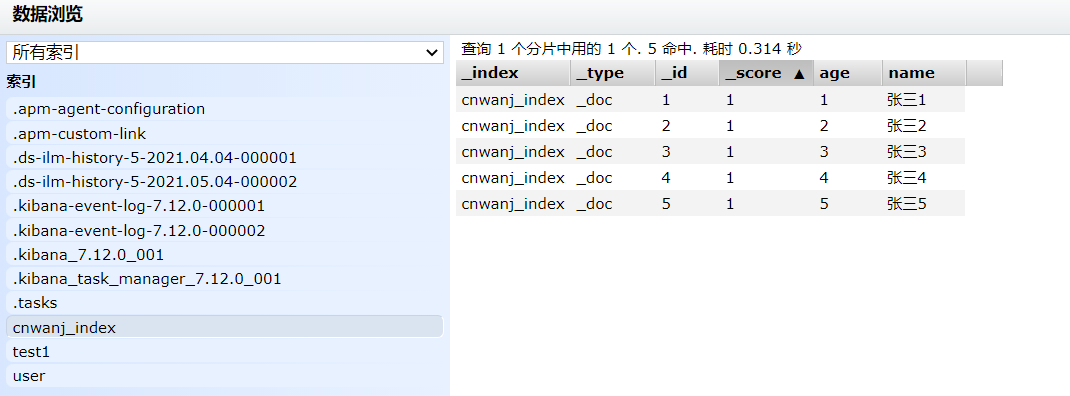 数据浏览
所有索引
索引
.apm-agent-configuration
.apm-custom-link
.ds-ilm-history-5-2021.04.04-000001
.ds-ilm-history-5-2021.05.04-000002
.kibana-event-log-7.12.0-000001
.kibana-event-log-7.12.0-000002
.kibana_7.12.0_001
.kibana_task_manager_7.12.0_001
.tasks
cnwanj_index
test1
user
查询 1 个分片中用的 1 个. 5 命中. 耗时 0.314 秒
_index _type _id _score ▲ age name
cnwanj_index _doc 1 1 1 张三1
cnwanj_index _doc 2 1 2 张三2
cnwanj_index _doc 3 1 3 张三3
cnwanj_index _doc 4 1 4 张三4
cnwanj_index _doc 5 1 5 张三5